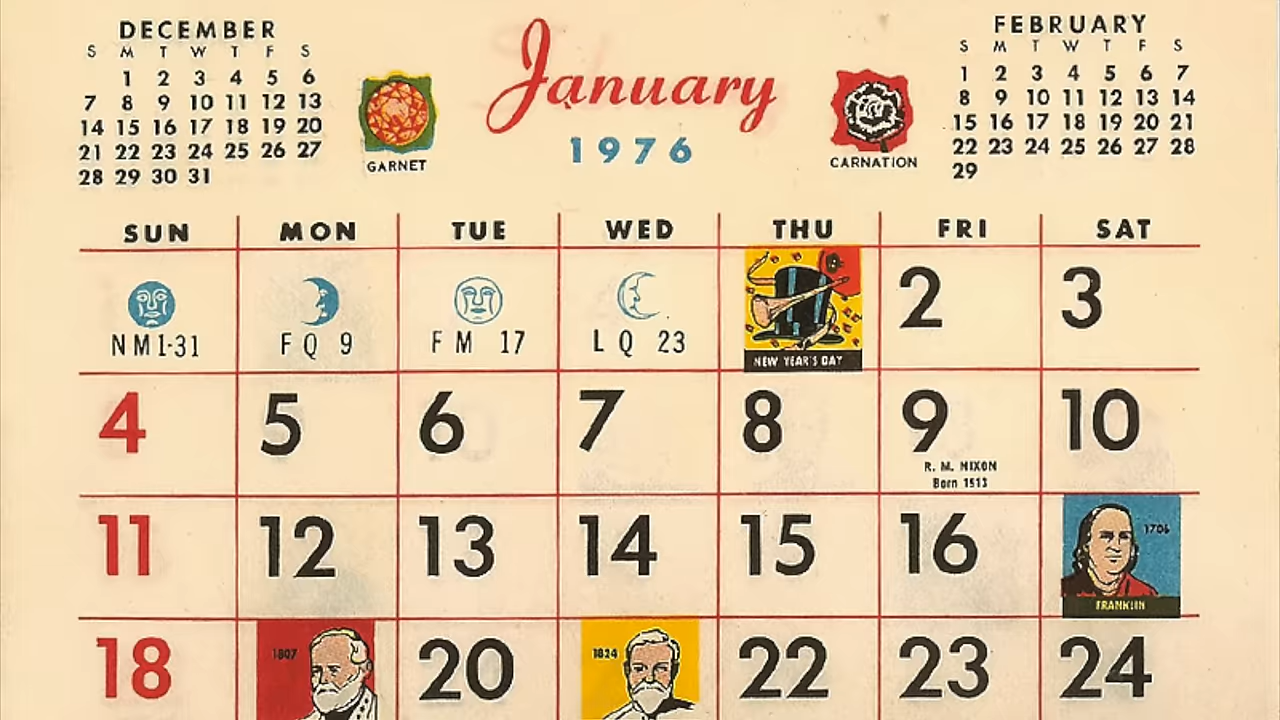 DECEMBER
S M T W T F S
1 2 3 4 5 6
7 8 9 10 11 12 13
14 15 16 17 18 19 20
21 22 23 24 25 26 27
28 29 30 31
GARNET
January
1976
CARNATION
FEBRUARY
S M T W T F S
1 2 3 4 5 6 7
8 9 10 11 12 13 14
15 16 17 18 19 20 21
22 23 24 25 26 27 28
29
SUN MON TUE WED THU FRI SAT
NM1-31 FQ 9 FM 17 LQ 23 2 3
NEW YEAR'S DAY
4 5 6 7 8 9 10
R. M. NIXON
Born 1913
11 12 13 14 15 16
1706
FRANKLIN
18 20 22 23 24
1807 1824